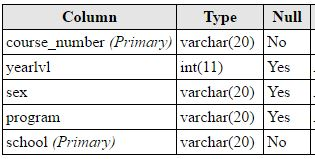 Column Type Null
course_number (Primary) varchar(20) No
yearlvl int(11) Yes
sex varchar(20) Yes
program varchar(20) Yes
school (Primary) varchar(20) No